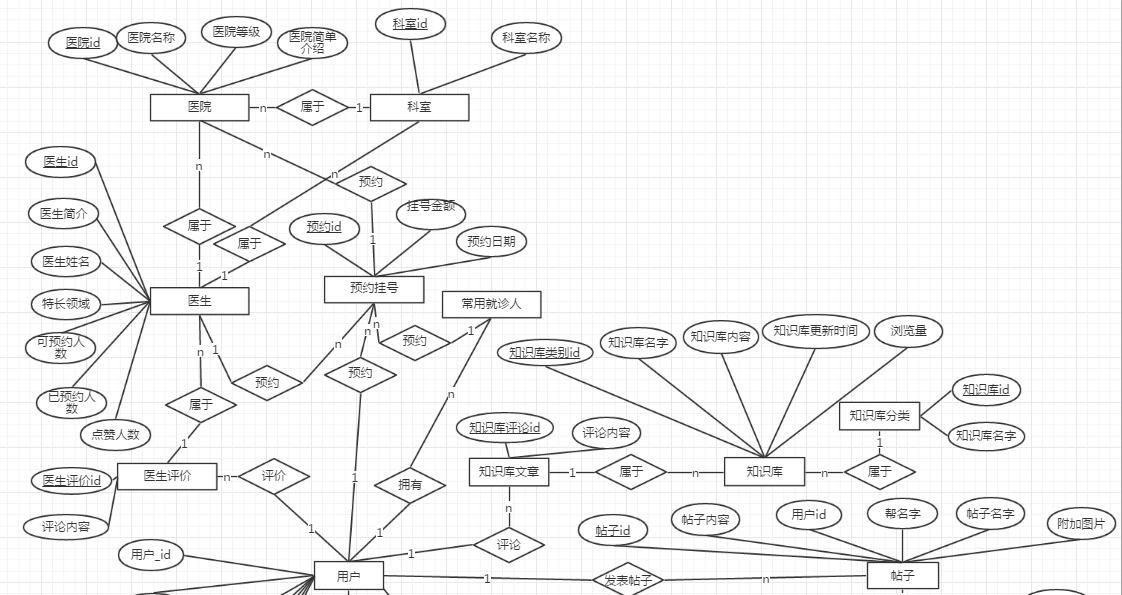 医院id
医院名称
医院等级
医院简单
介绍
科室id
科室名称
医院
n
属于
1
科室
n
n
n
预约
医生id
医生简介
医生姓名
特长领域
可预约人
数
已预约人
数
点赞人数
属于
属于
1
1
医生
预约id
挂号金额
预约日期
1
预约挂号
常用就诊人
n
n
n
预约
1
n
1
预约
预约
属于
1
n
知识库类别id
知识库名字
知识库内容
知识库更新时间
浏览量
知识库分类
知识库id
知识库名字
1
知识库评论id
评论内容
知识库文章
1
属于
n
知识库
n
属于
医生评价id
评论内容
医生评价
n
评价
1
1
拥有
1
n
评论
1
用户_id
用户
1
发表帖子
n
帖子
帖子id
帖子内容
用户id
帮名字
帖子名字
附加图片